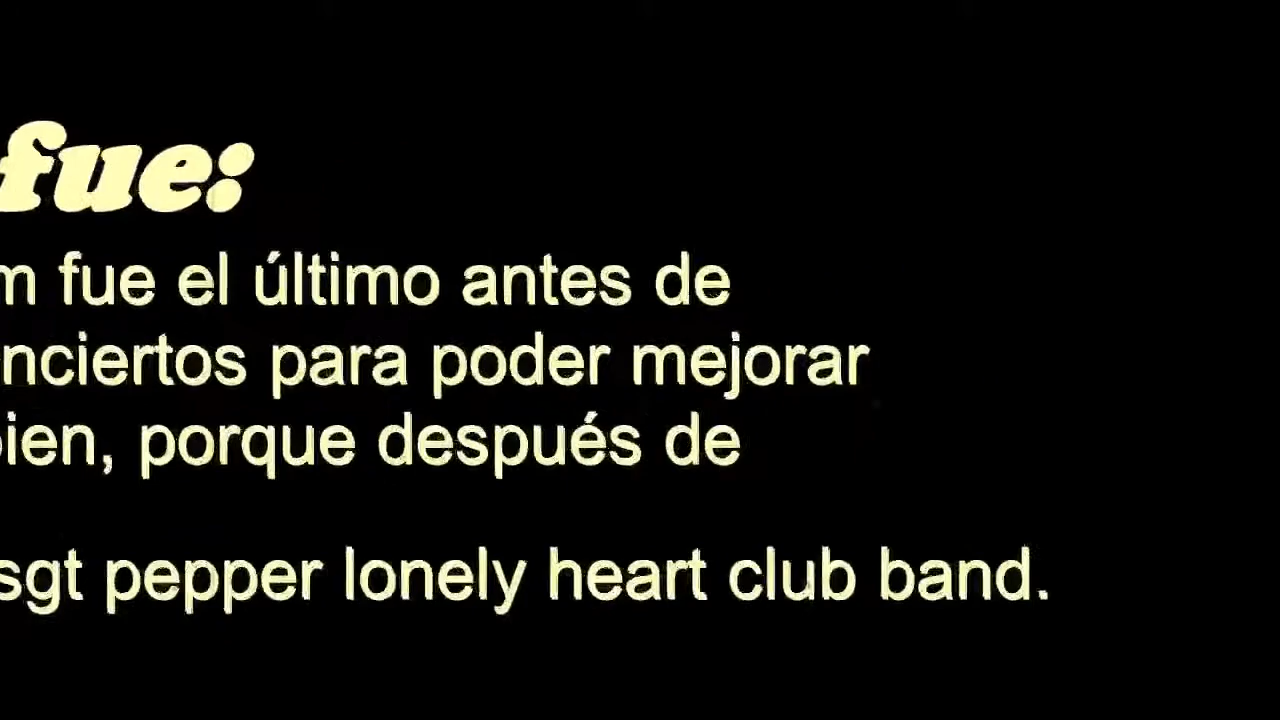 fue:
m fue el último antes de
nciertos para poder mejorar
bien, porque después de
sgt pepper lonely heart club band.